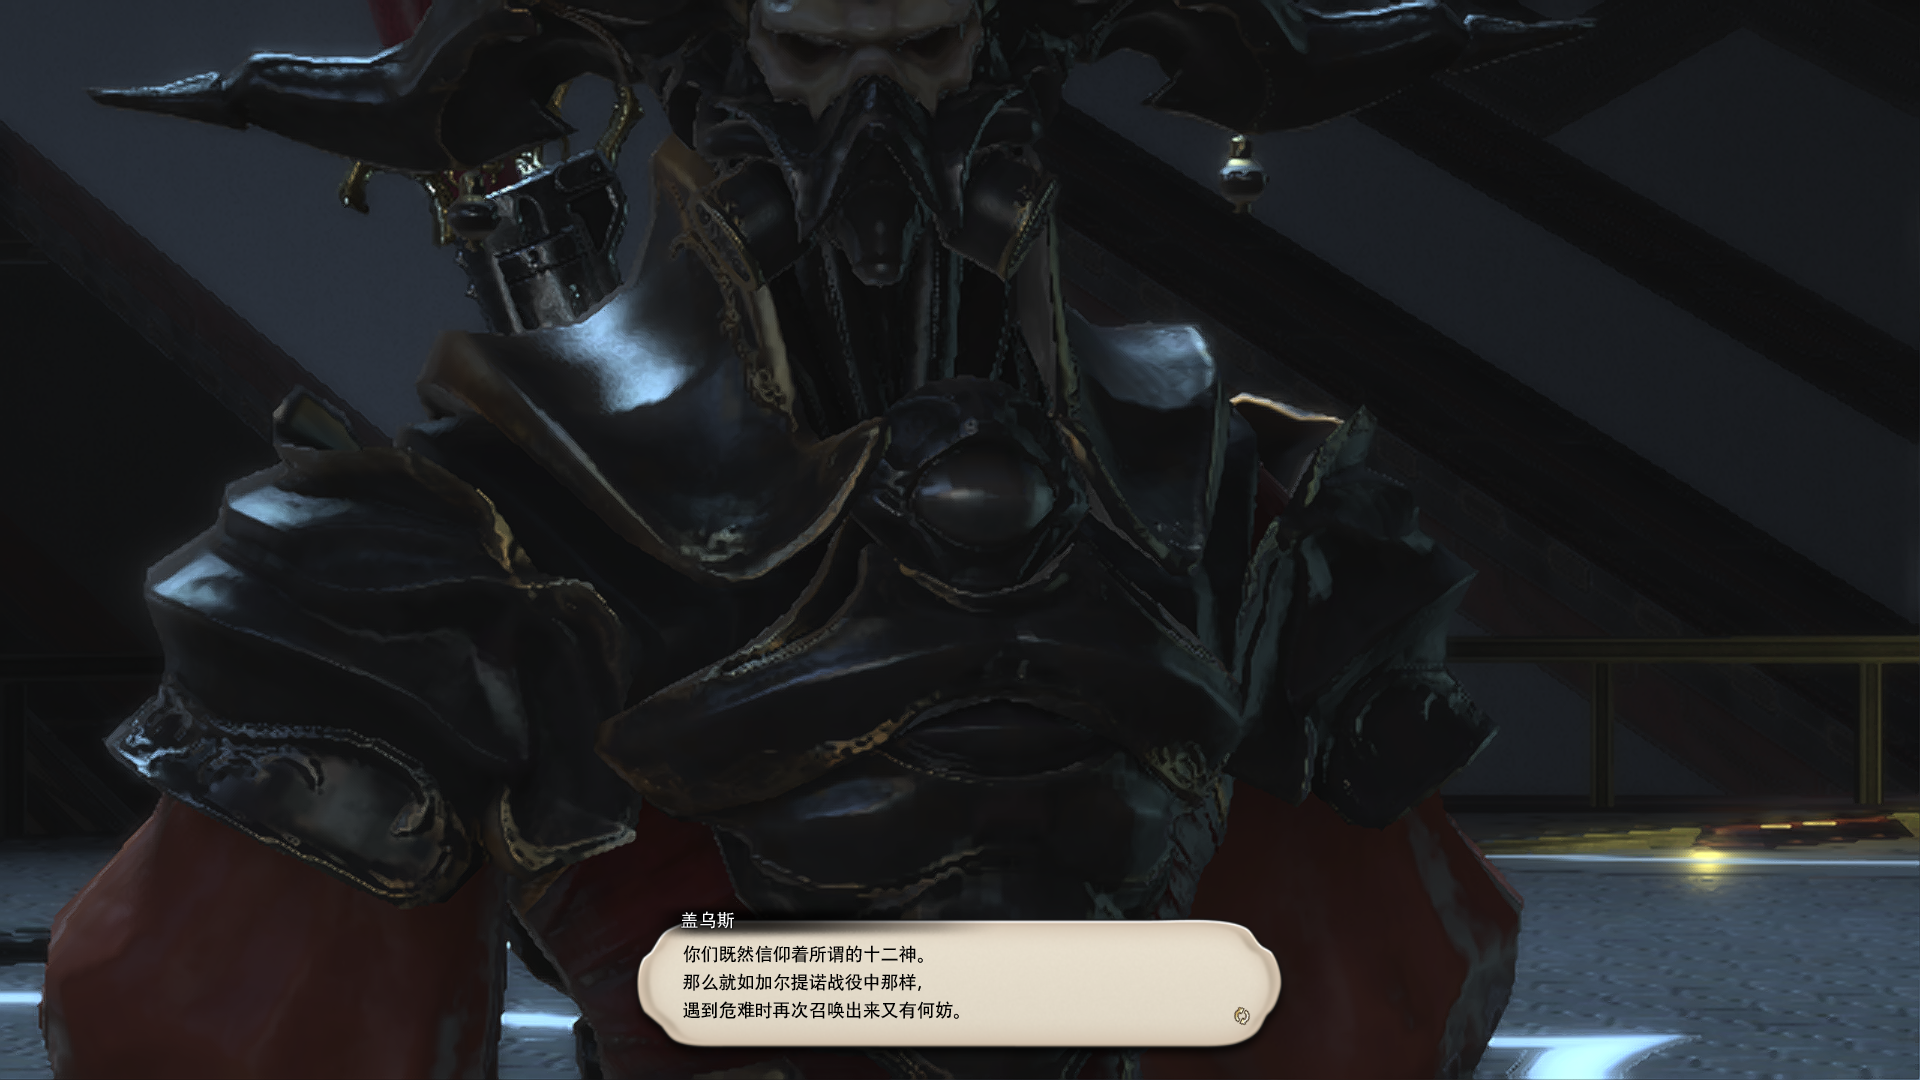 盖乌斯
你们既然信仰着所谓的十二神。
那么就如加尔提诺战役中那样,
遇到危难时再次召唤出来又有何妨。